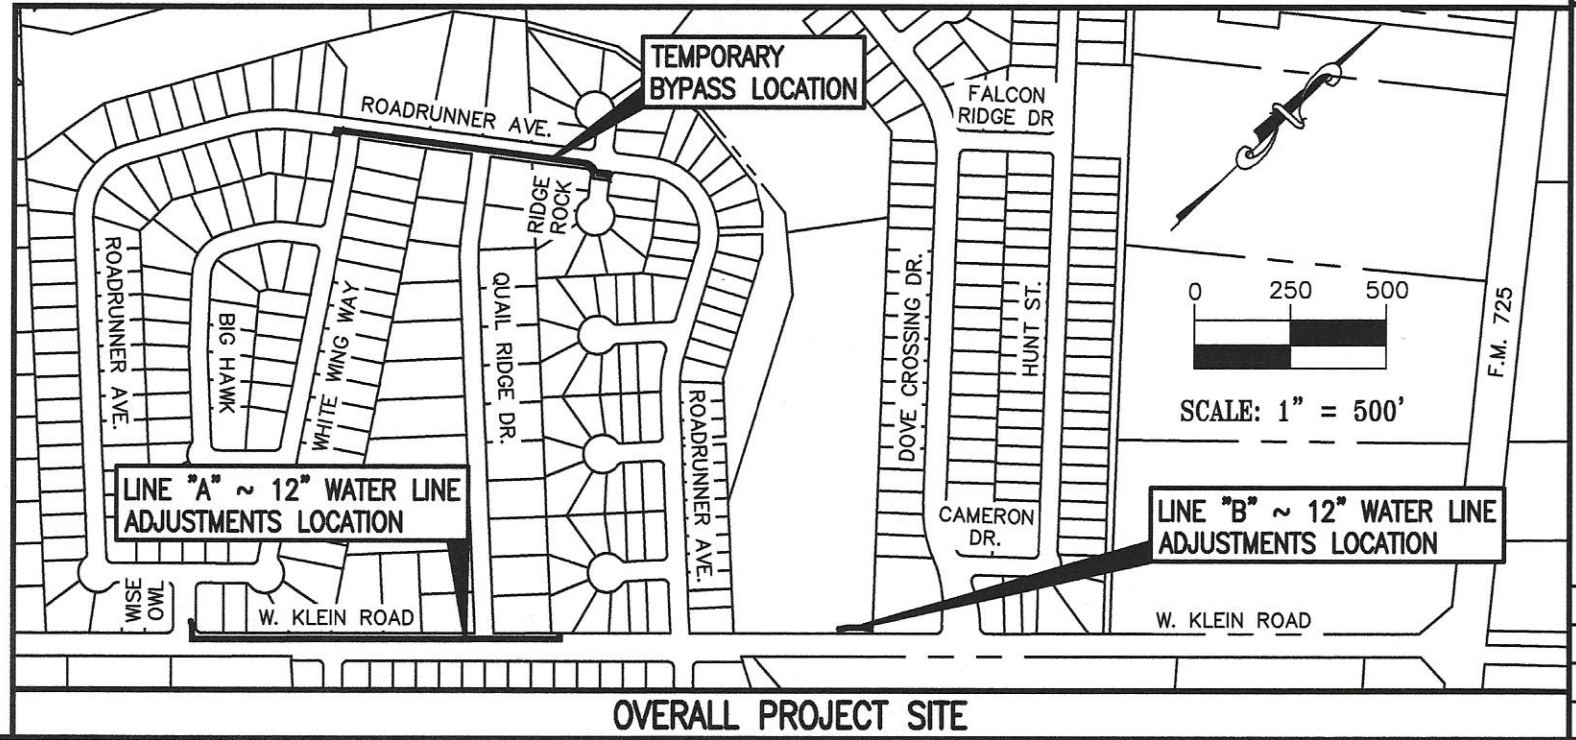 TEMPORARY
BYPASS LOCATION
ROADRUNNER AVE.
FALCON
RIDGE DR
RIDGE
ROCK
ROADRUNNER AVE.
BIG HAWK
WHITE WING WAY
QUAIL RIDGE DR.
ROADRUNNER AVE.
DOVE CROSSING DR.
HUNT ST.
0 250 500
SCALE: 1" = 500'
F.M. 725
LINE "A" ~ 12" WATER LINE
ADJUSTMENTS LOCATION
CAMERON
DR.
LINE "B" ~ 12" WATER LINE
ADJUSTMENTS LOCATION
WISE
OWL
W. KLEIN ROAD
W. KLEIN ROAD
OVERALL PROJECT SITE